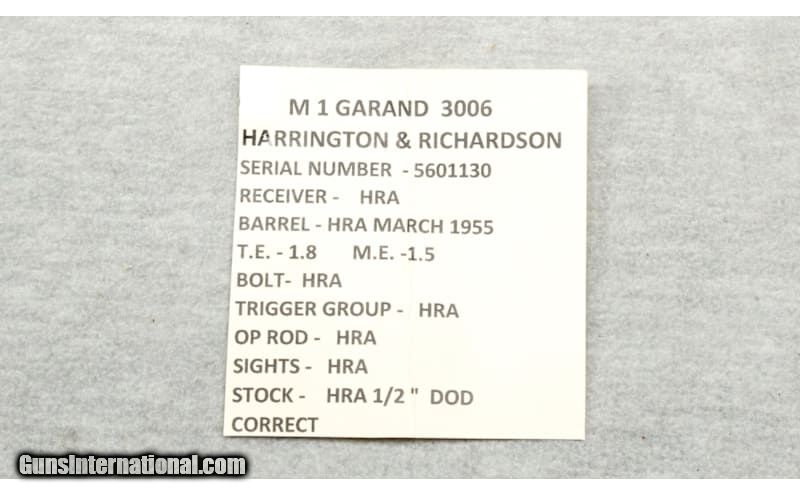 M 1 GARAND 3006
HARRINGTON & RICHARDSON
SERIAL NUMBER - 5601130
RECEIVER - HRA
BARREL - HRA MARCH 1955
T.E. - 1.8 M.E. -1.5
BOLT- HRA
TRIGGER GROUP - HRA
OP ROD - HRA
SIGHTS - HRA
STOCK - HRA 1/2 " DOD
CORRECT
GunsInternational.com